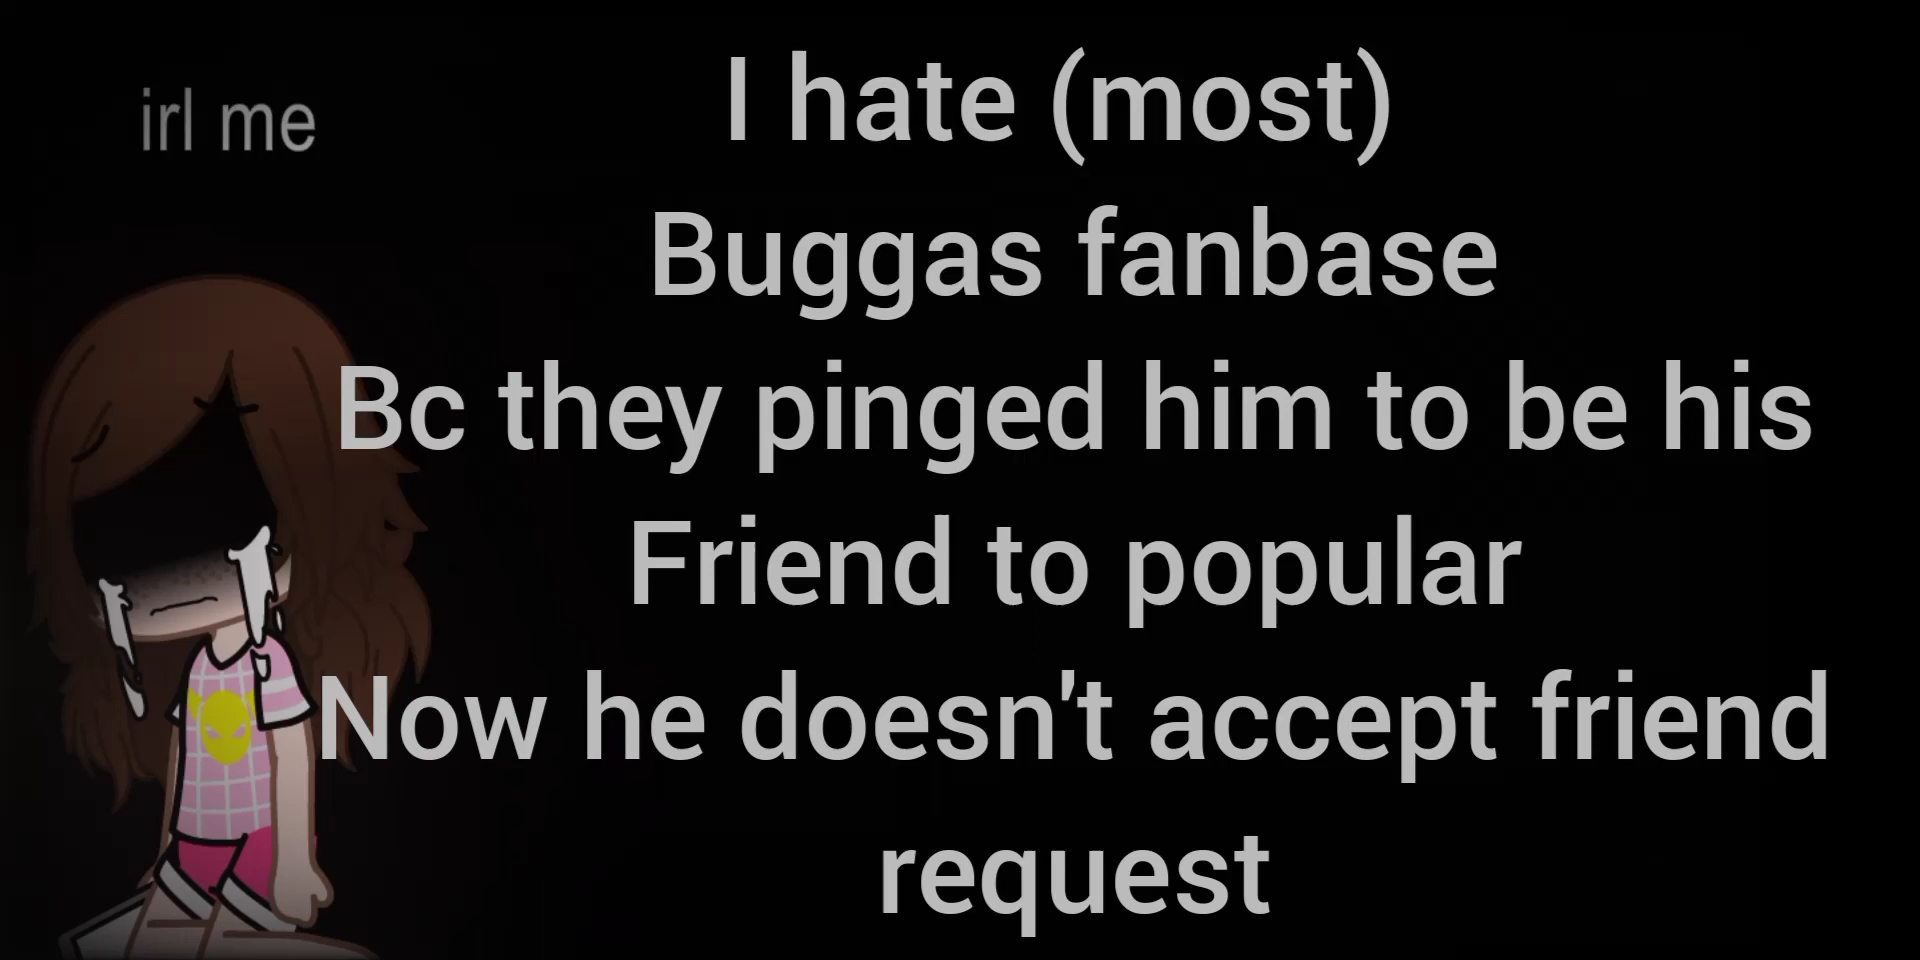 irl me
I hate (most)
Buggas fanbase
Bc they pinged him to be his
Friend to popular
Now he doesn't accept friend
request